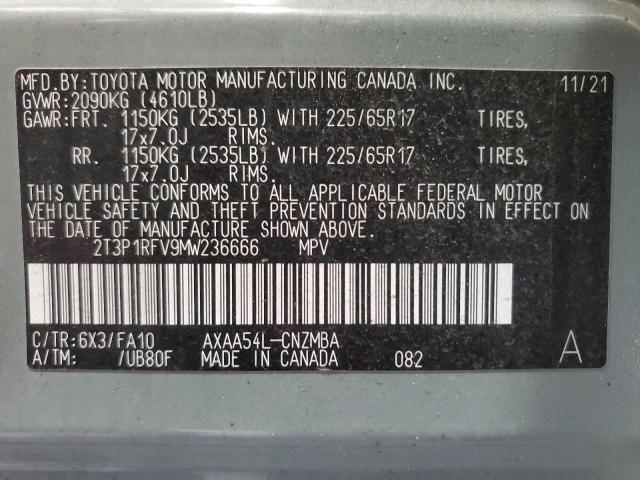 MFD.BY:TOYOTA MOTOR MANUFACTURING CANADA INC. 11/21
GVWR:2090KG (4610LB)
GAWR:FRT. 1150KG (2535LB) WITH 225/65R17 TIRES,
17x7.0J RIMS.
RR. 1150KG (2535LB) WITH 225/65R17 TIRES,
17x7.0J RIMS.
THIS VEHICLE CONFORMS TO ALL APPLICABLE FEDERAL MOTOR
VEHICLE SAFETY AND THEFT PREVENTION STANDARDS IN EFFECT ON
THE DATE OF MANUFACTURE SHOWN ABOVE.
2T3P1RFV9MW236666 MPV
C/TR:6X3/FA10 AXAA54L-CNZMBA A
A/TM: /UB80F MADE IN CANADA 082